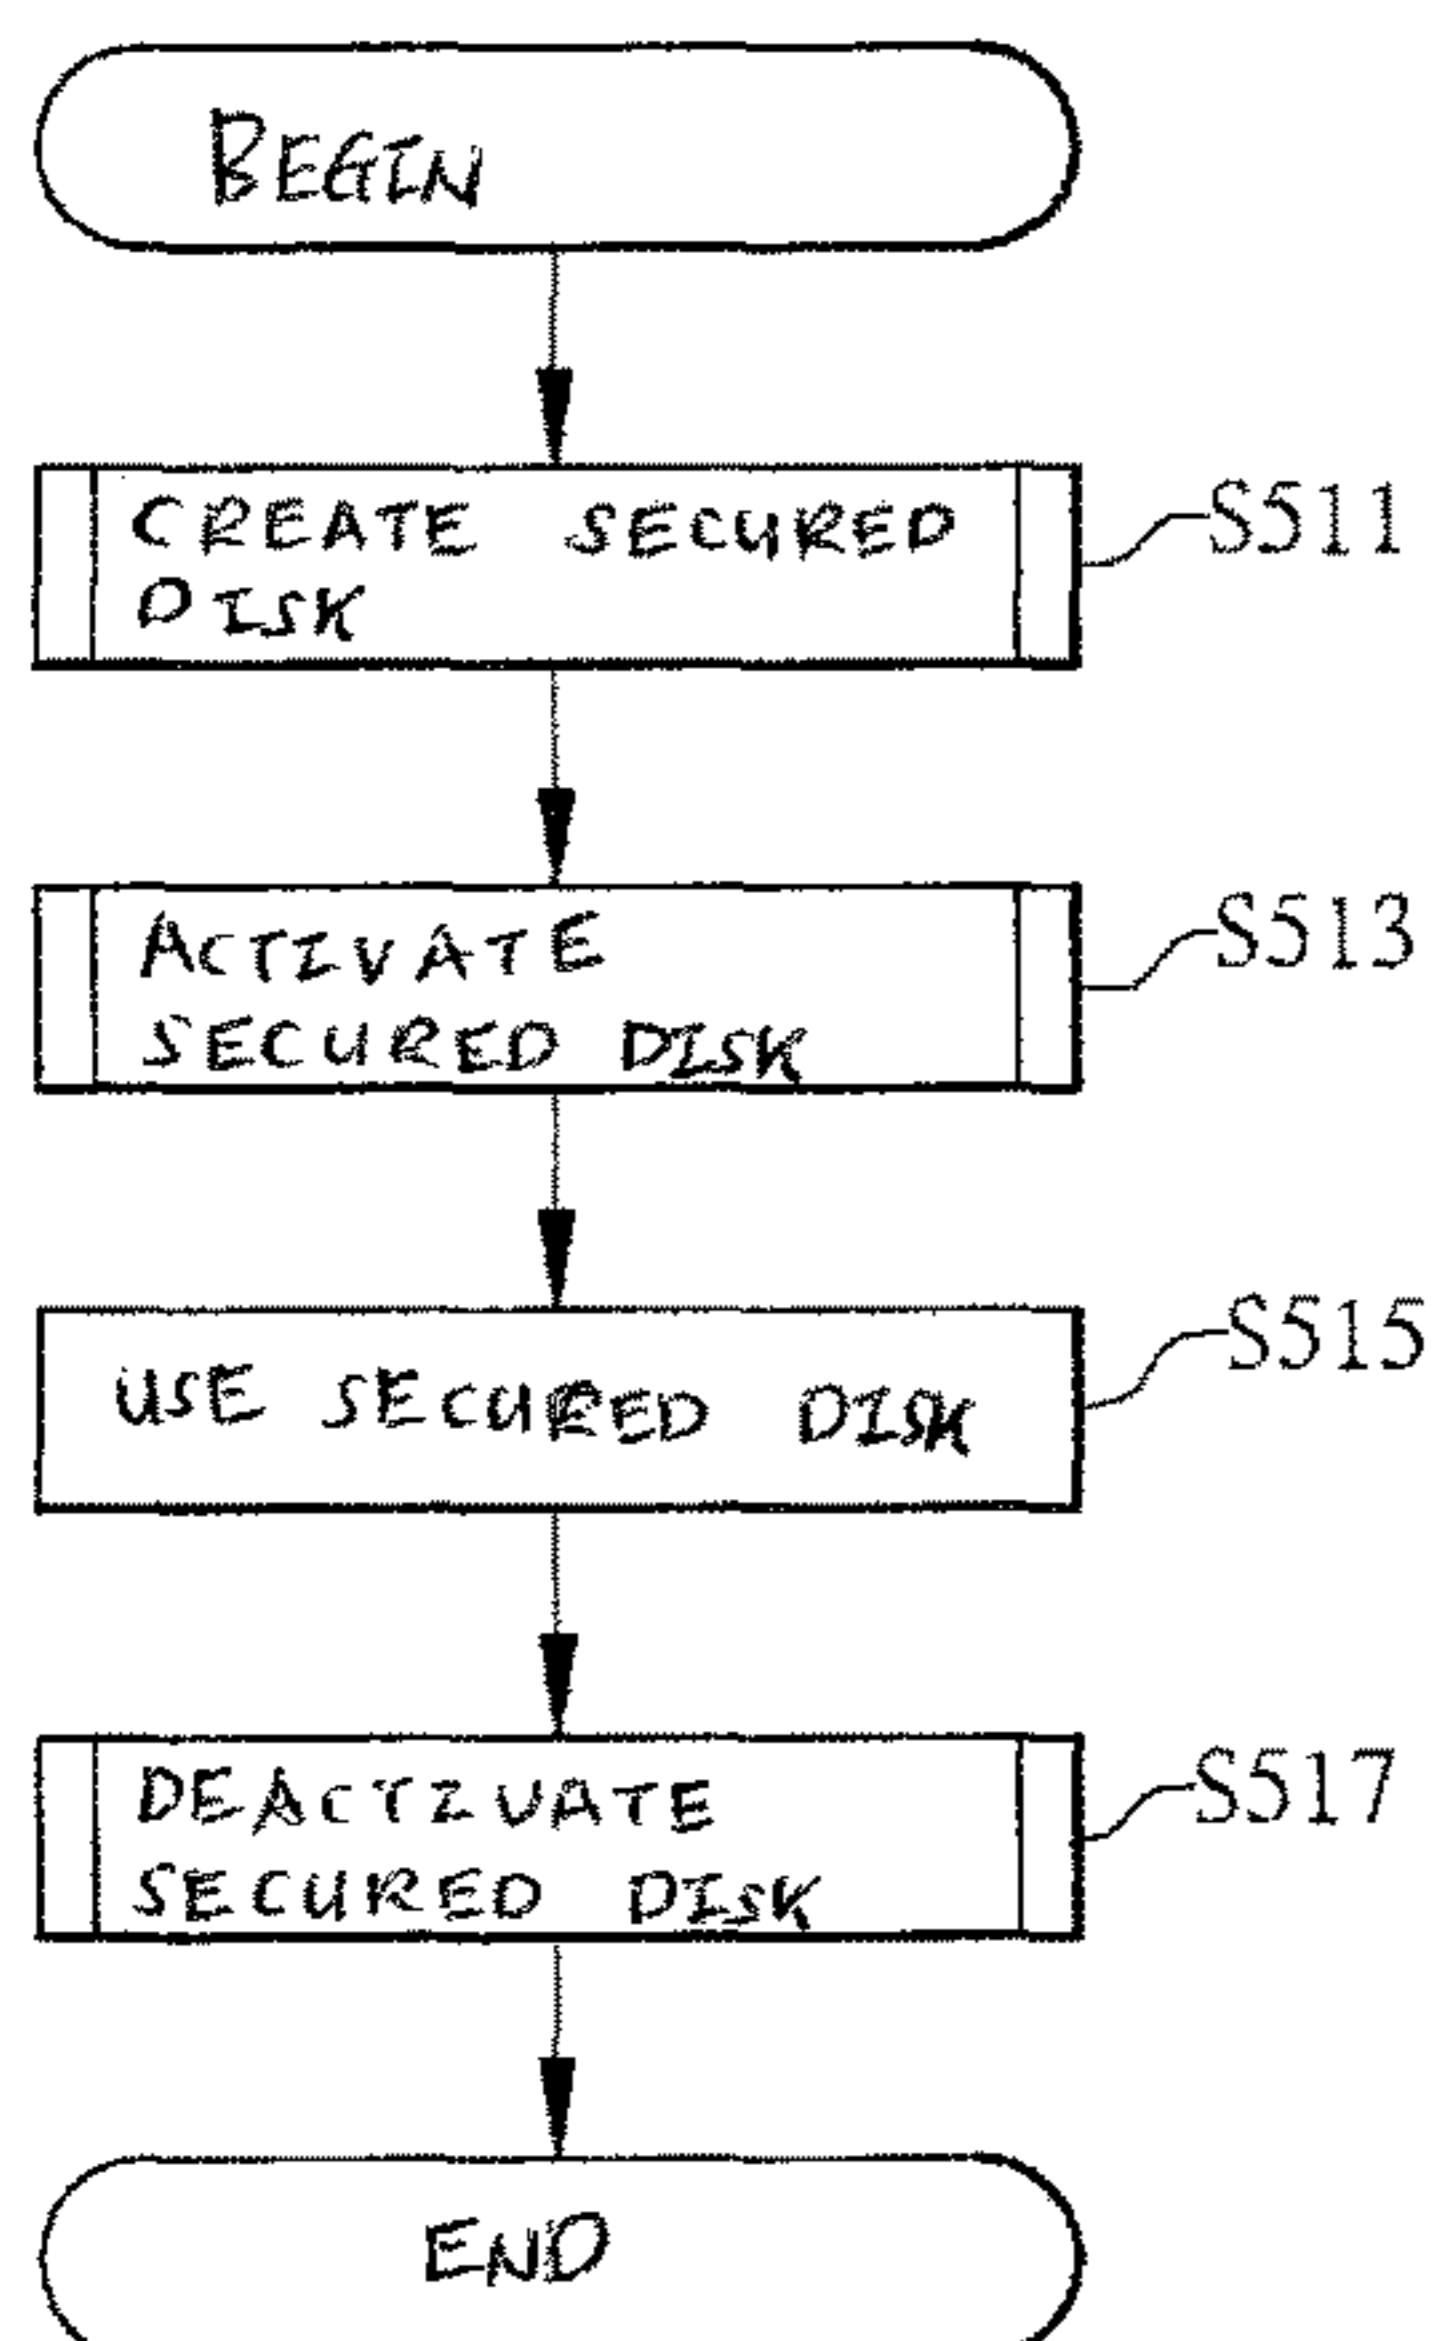 BEGIN
CREATE SECURED
DISK
S511
ACTIVATE
SECURED DISK
S513
USE SECURED DISK
S515
DEACTIVATE
SECURED DISK
S517
END